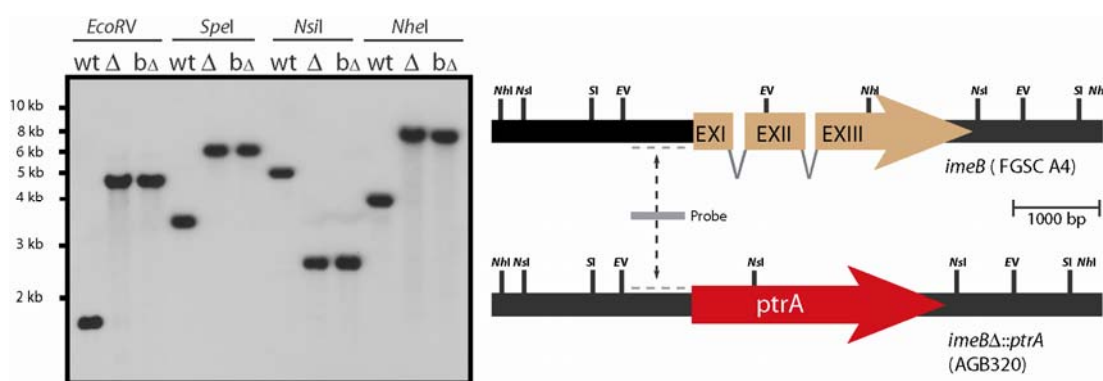 EcoRV SpeI NsiI NheI
wt Δ bΔ wt Δ bΔ wt Δ bΔ wt Δ bΔ
10 kb
8 kb
6 kb
5 kb
4 kb
3 kb
2 kb
NhI NsI SI EV EV NhI NsI EV SI Nh
EXI EXII EXIII
imeB ( FGSC A4)
1000 bp
Probe
NhI NsI SI EV NsI NsI EV SI NhI
ptrA
imeBΔ::ptrA
(AGB320)